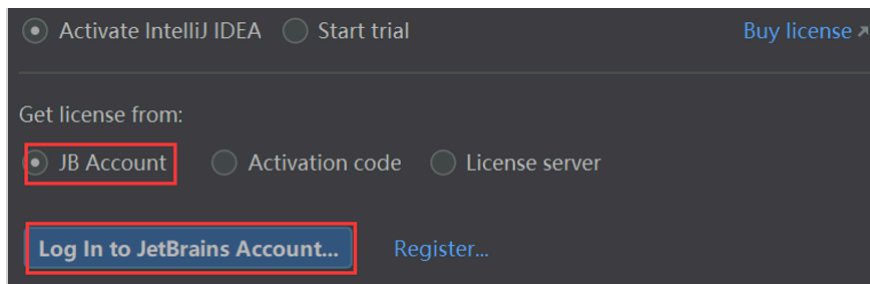 Activate IntelliJ IDEA Start trial Buy license
Get license from:
JB Account Activation code License server
Log In to JetBrains Account... Register...